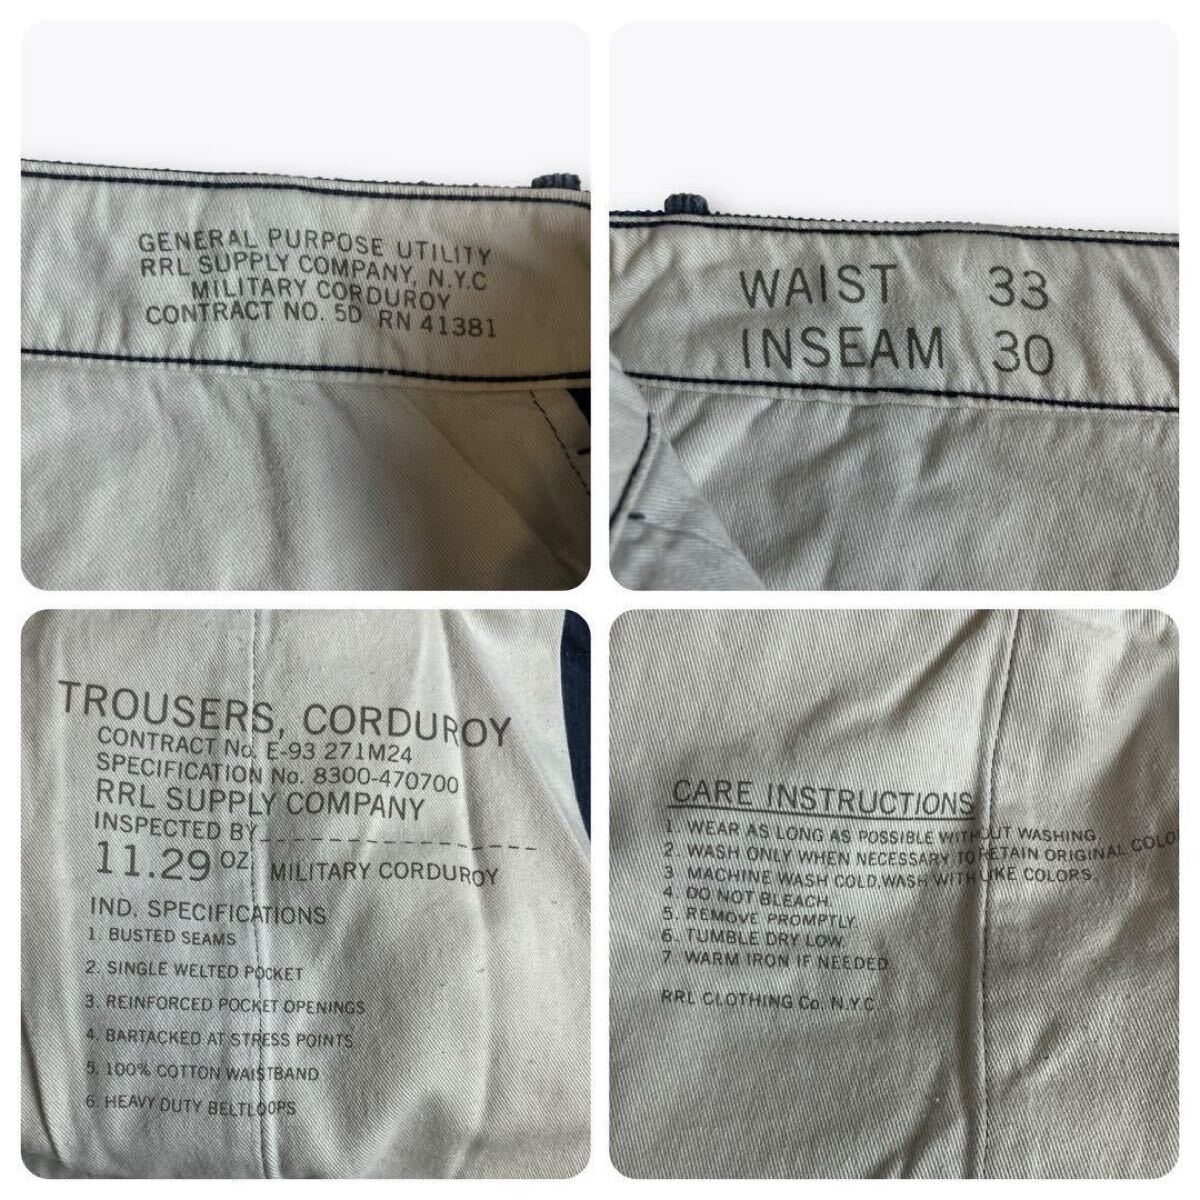 GENERAL PURPOSE UTILITY
RRL SUPPLY COMPANY, N.Y.C
MILITARY CORDUROY
CONTRACT NO. 5D RN 41381
WAIST 33
INSEAM 30
TROUSERS, CORDUROY
CONTRACT No. E-93 271M24
SPECIFICATION No. 8300-470700
RRL SUPPLY COMPANY
INSPECTED BY
11.29 OZ. MILITARY CORDUROY
IND. SPECIFICATIONS
1. BUSTED SEAMS
2. SINGLE WELTED POCKET
3. REINFORCED POCKET OPENINGS
4. BARTACKED AT STRESS POINTS
5. 100% COTTON WAISTBAND
6. HEAVY DUTY BELTLOOPS
CARE INSTRUCTIONS
1. WEAR AS LONG AS POSSIBLE WITHOUT WASHING.
2. WASH ONLY WHEN NECESSARY TO RETAIN ORIGINAL COLO
3 MACHINE WASH COLD.WASH WITH LIKE COLORS.
4. DO NOT BLEACH.
5. REMOVE PROMPTLY.
6. TUMBLE DRY LOW.
7. WARM IRON IF NEEDED.
RRL CLOTHING Co. N.Y.C.